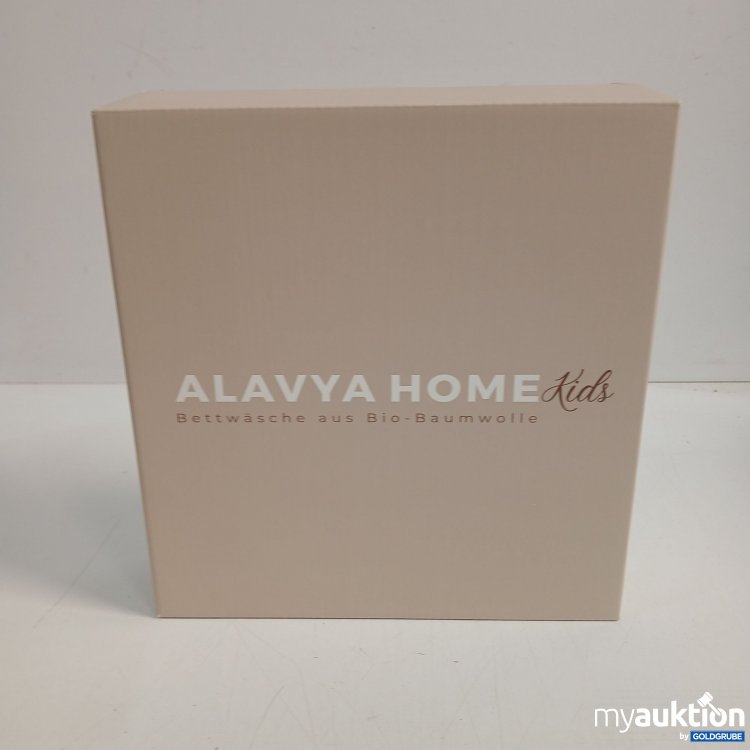 ALAVYA HOME Kids
Bettwäsche aus Bio-Baumwolle
myauktion
by GOLDGRUBE